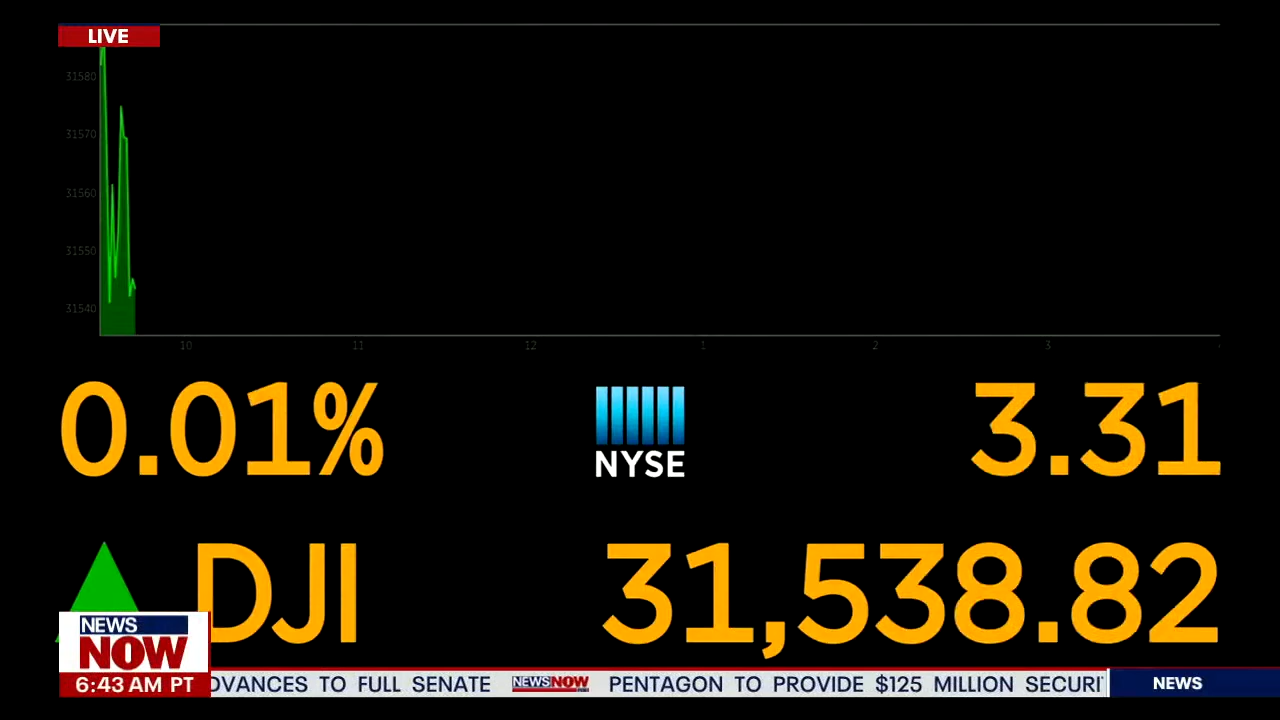 LIVE
31580
31570
31560
31550
31540
10 11 12 1 2 3
0.01% NYSE 3.31
DJI 31,538.82
NEWS
NOW
6:43 AM PT
DVANCES TO FULL SENATE NEWSNOW PENTAGON TO PROVIDE $125 MILLION SECURI NEWS